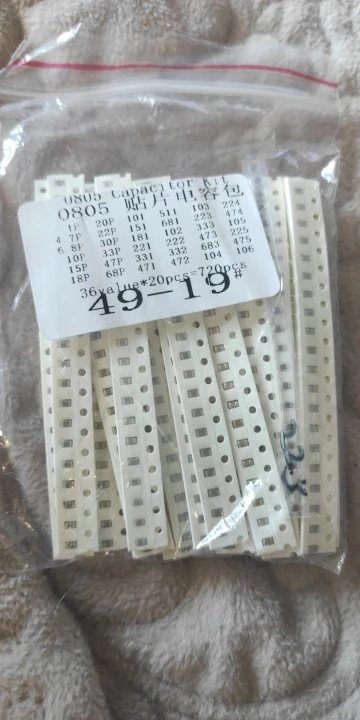 0805 Capacitor Kit
0805 贴片电容包
1P 20P 101 511 103 224
4.7P 22P 151 681 223 474
6.8P 30P 181 102 333 105
10P 33P 221 222 473 225
15P 47P 331 332 683 475
18P 68P 471 472 104 106
36value*20pcs=720pcs
49-19#